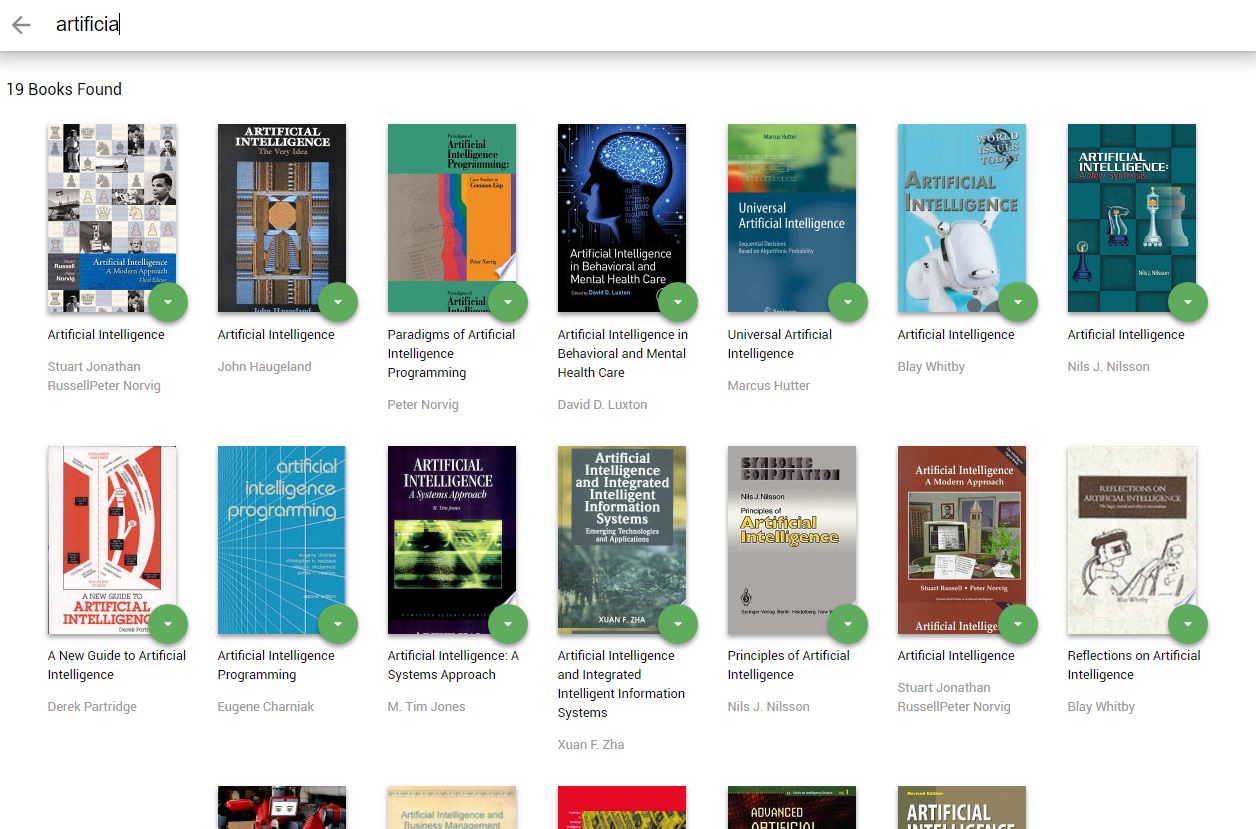 artificia
19 Books Found
Stuart
Russell
Peter
Norvig
Artificial Intelligence
A Modern Approach
Third Edition
Artificial Intelligence
Stuart Jonathan
RussellPeter Norvig
ARTIFICIAL
INTELLIGENCE
The Very Idea
John Haugeland
Artificial Intelligence
John Haugeland
Paradigms of
Artificial
Intelligence
Programming:
Case Studies in
Common Lisp
Peter Norvig
Paradigms of
Artificial
Paradigms of Artificial
Intelligence
Programming
Peter Norvig
Artificial Intelligence
in Behavioral and
Mental Health Care
Edited by David D. Luxton
Artificial Intelligence in
Behavioral and Mental
Health Care
David D. Luxton
Marcus Hutter
Universal
Artificial Intelligence
Sequential Decisions
Based on Algorithmic Probability
Springer
Universal Artificial
Intelligence
Marcus Hutter
WORLD
ISSUES
TODAY
ARTIFICIAL
INTELLIGENCE
Artificial Intelligence
Blay Whitby
ARTIFICIAL
INTELLIGENCE:
A New Synthesis
Nils J. Nilsson
Artificial Intelligence
Nils J. Nilsson
A NEW GUIDE TO
ARTIFICIAL
INTELLIGENC
Derek Partr
A New Guide to Artificial
Intelligence
Derek Partridge
artificial
intelligence
programming
eugene charniak
second edition
Artificial Intelligence
Programming
Eugene Charniak
ARTIFICIAL
INTELLIGENCE
A Systems Approach
M. Tim Jones
Artificial Intelligence: A
Systems Approach
M. Tim Jones
Artificial
Intelligence
and Integrated
Intelligent
Information
Systems
Emerging Technologies
and Applications
XUAN F. ZHA
Artificial Intelligence
and Integrated
Intelligent Information
Systems
Xuan F. Zha
SYMBOLIC
COMPUTATION
Nils J. Nilsson
Principles of
Artificial
Intelligence
Springer-Verlag Berlin Heidelberg New
Principles of Artificial
Intelligence
Nils J. Nilsson
Artificial Intelligence
A Modern Approach
Stuart Russell • Peter Norvig
Artificial Intellige
Artificial Intelligence
Stuart Jonathan
RussellPeter Norvig
REFLECTIONS ON
ARTIFICIAL INTELLIGENCE
Blay Whitby
Reflections on Artificial
Intelligence
Blay Whitby
Artificial Intelligence and
Business Management
ADVANCED
ARTIFICIAL
Revised Edition
ARTIFICIAL
INTELLIGENCE